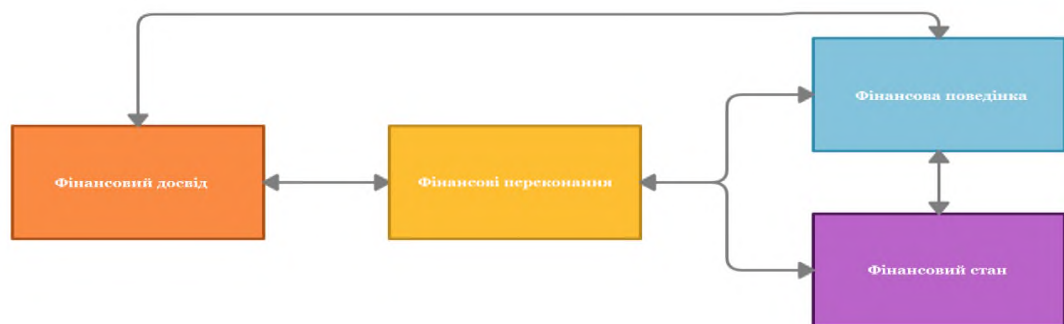 Фінансова поведінка
Фінансовий досвід
Фінансові переконання
Фінансовий стан